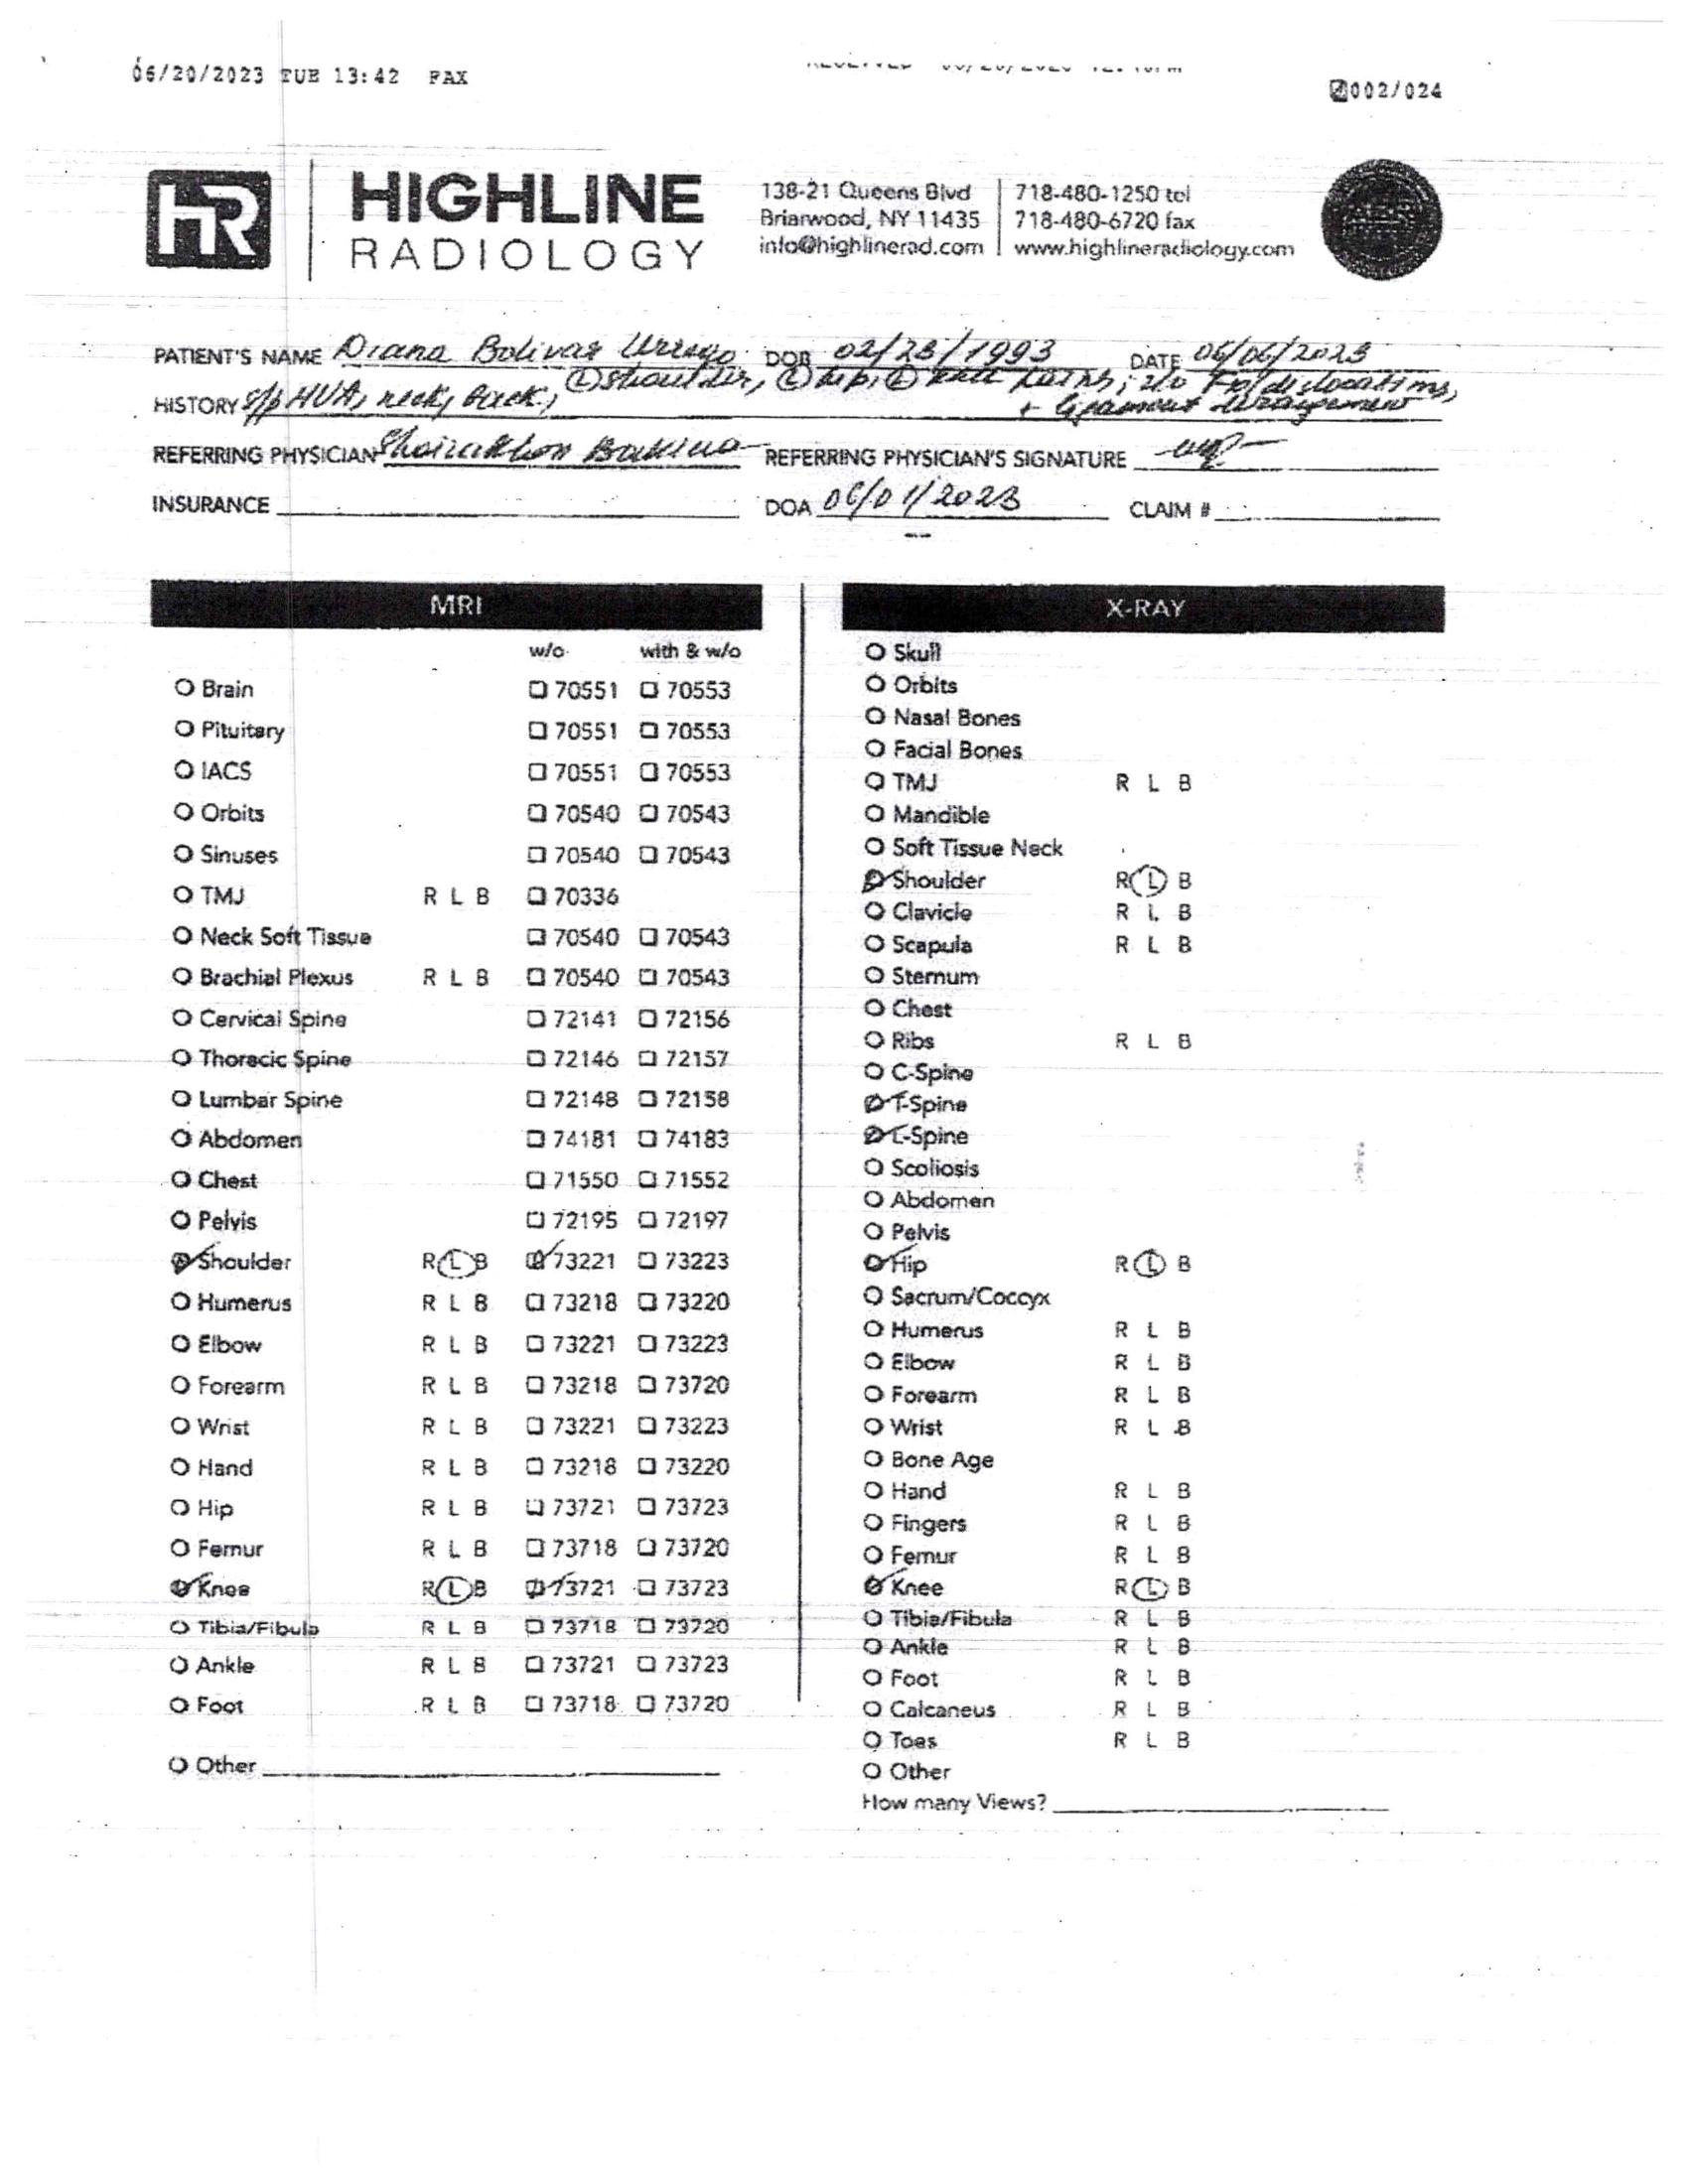 06/20/2023 TUE 13:42 FAX
002/024
HR HIGHLINE RADIOLOGY
138-21 Queens Blvd 718-480-1250 tel
Briarwood, NY 11435 718-480-6720 fax
info@highlinerad.com www.highlineradiology.com
PATIENT'S NAME Diana Bolivar Urrego DOB 02/23/1993 DATE 06/06/2023
HISTORY s/p MVA, neck, back, (L) shoulder, (L) hip, (L) knee pains; r/o Fx/dislocations,
+ ligament derangement
REFERRING PHYSICIAN REFERRING PHYSICIAN'S SIGNATURE
INSURANCE DOA 06/01/2023 CLAIM #
MRI
w/o with & w/o
Brain 70551 70553
Pituitary 70551 70553
IACS 70551 70553
Orbits 70540 70543
Sinuses 70540 70543
TMJ R L B 70336
Neck Soft Tissue 70540 70543
Brachial Plexus R L B 70540 70543
Cervical Spine 72141 72156
Thoracic Spine 72146 72157
Lumbar Spine 72148 72158
Abdomen 74181 74183
Chest 71550 71552
Pelvis 72195 72197
Shoulder R L B 73221 73223
Humerus R L B 73218 73220
Elbow R L B 73221 73223
Forearm R L B 73218 73720
Wrist R L B 73221 73223
Hand R L B 73218 73220
Hip R L B 73721 73723
Femur R L B 73718 73720
Knee R L B 73721 73723
Tibia/Fibula R L B 73718 73720
Ankle R L B 73721 73723
Foot R L B 73718 73720
Other
X-RAY
Skull
Orbits
Nasal Bones
Facial Bones
TMJ R L B
Mandible
Soft Tissue Neck
Shoulder R L B
Clavicle R L B
Scapula R L B
Sternum
Chest
Ribs R L B
C-Spine
T-Spine
L-Spine
Scoliosis
Abdomen
Pelvis
Hip R L B
Sacrum/Coccyx
Humerus R L B
Elbow R L B
Forearm R L B
Wrist R L B
Bone Age
Hand R L B
Fingers R L B
Femur R L B
Knee R L B
Tibia/Fibula R L B
Ankle R L B
Foot R L B
Calcaneus R L B
Toes R L B
Other
How many Views?